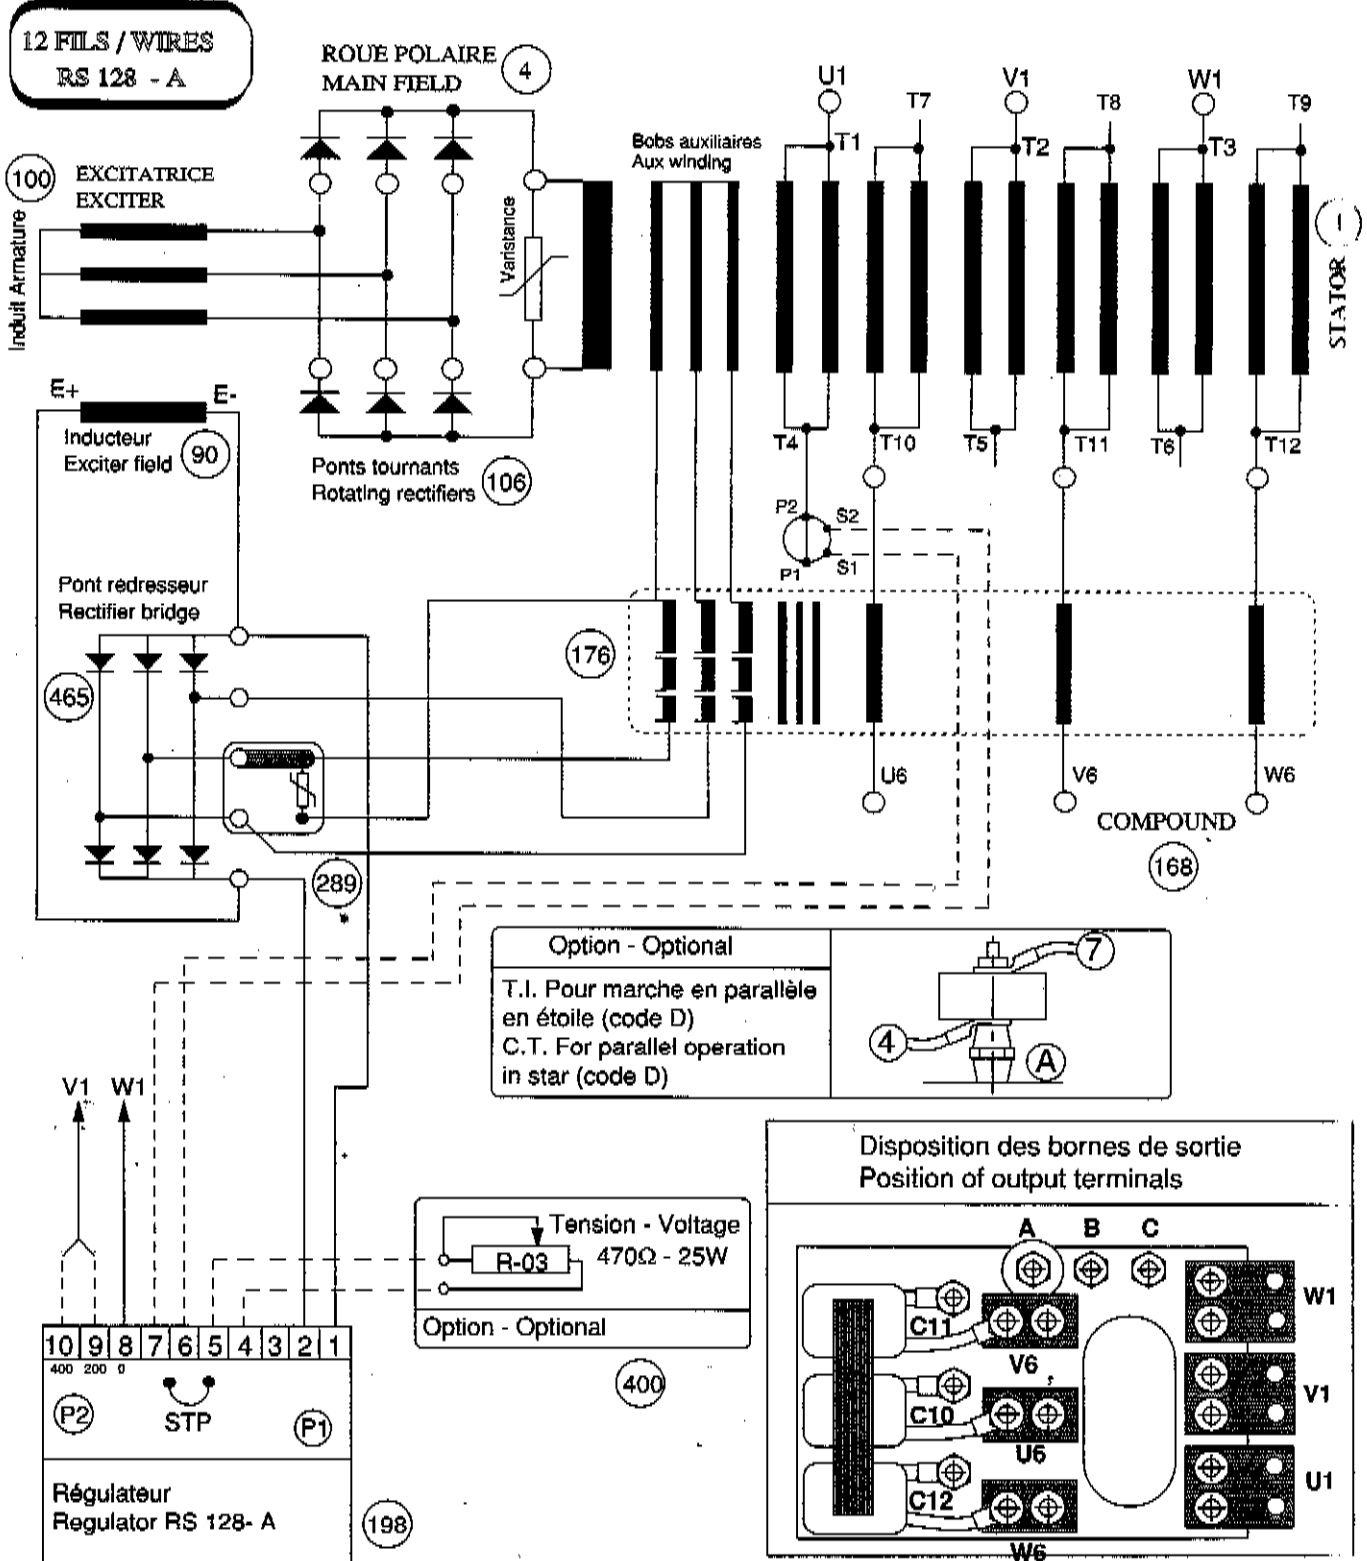 12 FILS / WIRES
RS 128 - A
ROUE POLAIRE
MAIN FIELD
4
100
EXCITATRICE
EXCITER
Induit Armature
Varistance
Bobs auxiliaires
Aux winding
U1
T1
T7
V1
T2
T8
W1
T3
T9
STATOR
1
T4
T10
T5
T11
T6
T12
E+
E-
Inducteur
Exciter field
90
Ponts tournants
Rotating rectifiers
106
P2
S2
S1
P1
Pont redresseur
Rectifier bridge
465
176
289
U6
V6
W6
COMPOUND
168
Option - Optional
T.I. Pour marche en parallèle
en étoile (code D)
C.T. For parallel operation
in star (code D)
7
4
A
V1
W1
Tension - Voltage
R-03
470Ω - 25W
Option - Optional
400
10 9 8 7 6 5 4 3 2 1
400 200 0
P2
STP
P1
Régulateur
Regulator RS 128- A
198
Disposition des bornes de sortie
Position of output terminals
A
B
C
C11
V6
W1
C10
U6
V1
C12
W6
U1